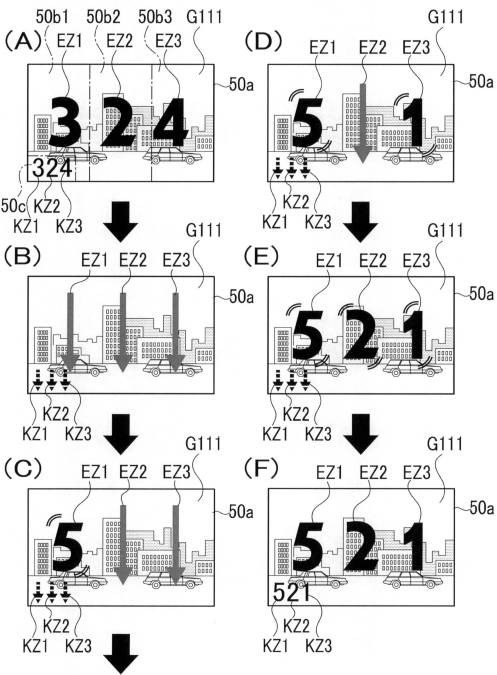 50b1 50b2 50b3 G111
(A) EZ1 EZ2 EZ3
50a
3 2 4
324
50c KZ2
KZ1 KZ3
G111
(B) EZ1 EZ2 EZ3
50a
KZ2
KZ1 KZ3
G111
(C) EZ1 EZ2 EZ3
50a
5
KZ2
KZ1 KZ3
G111
(D) EZ1 EZ2 EZ3
50a
5 1
KZ2
KZ1 KZ3
G111
(E) EZ1 EZ2 EZ3
50a
5 2 1
KZ2
KZ1 KZ3
G111
(F) EZ1 EZ2 EZ3
50a
5 2 1
521
KZ2
KZ1 KZ3